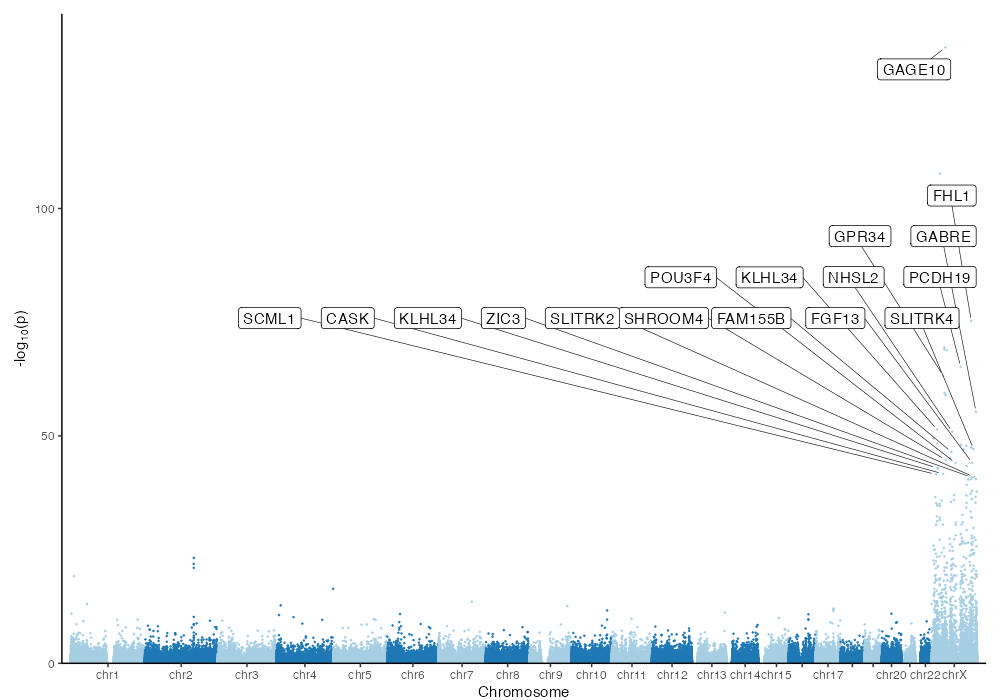 GAGE10
FHL1
100
GPR34 GABRE
POU3F4 KLHL34 NHSL2 PCDH19
SCML1 CASK KLHL34 ZIC3 SLITRK2 SHROOM4 FAM155B FGF13 SLITRK4
-log10(p)
50
0
chr1 chr2 chr3 chr4 chr5 chr6 chr7 chr8 chr9 chr10 chr11 chr12 chr13 chr14 chr15 chr17 chr20 chr22 chrX
Chromosome